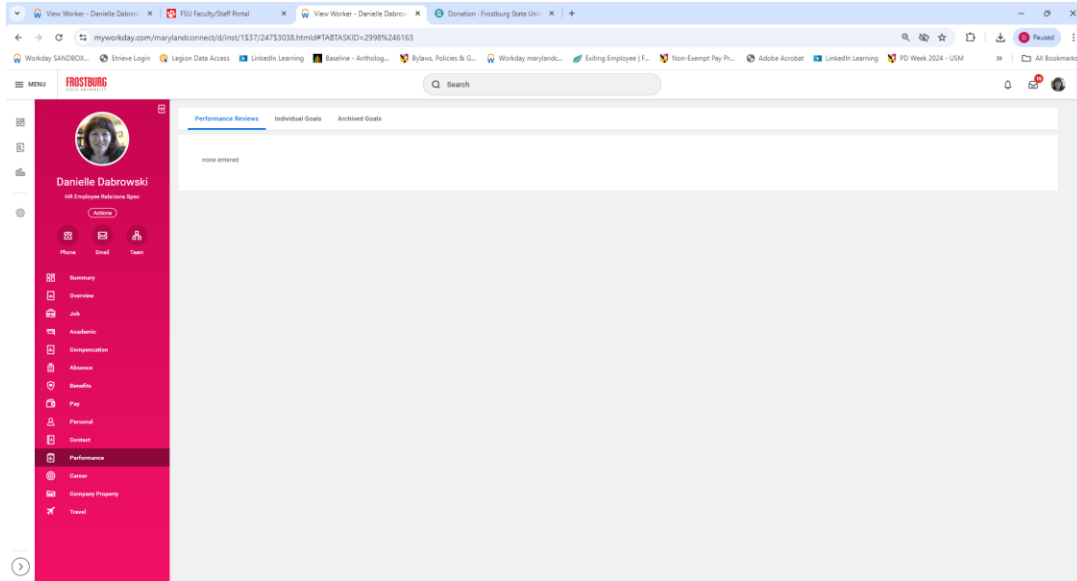 View Worker - Danielle Dabrow
FSU Faculty/Staff Portal
View Worker - Danielle Dabrow
Donation - Frostburg State Univ
myworkday.com/marylandconnect/d/inst/1$37/247$3038.htmld#TABTASKID=2998%246163
Paused
Workday SANDBOX...
Etrieve Login
Legion Data Access
LinkedIn Learning
Baseline - Antholog...
Bylaws, Policies & G...
Workday marylandc...
Exiting Employee | F...
Non-Exempt Pay Pr...
Adobe Acrobat
LinkedIn Learning
PD Week 2024 - USM
All Bookmarks
MENU
FROSTBURG
STATE UNIVERSITY
Search
Performance Reviews
Individual Goals
Archived Goals
none entered
Danielle Dabrowski
HR Employee Relations Spec
Actions
Phone
Email
Team
Summary
Overview
Job
Academic
Compensation
Absence
Benefits
Pay
Personal
Contact
Performance
Career
Company Property
Travel